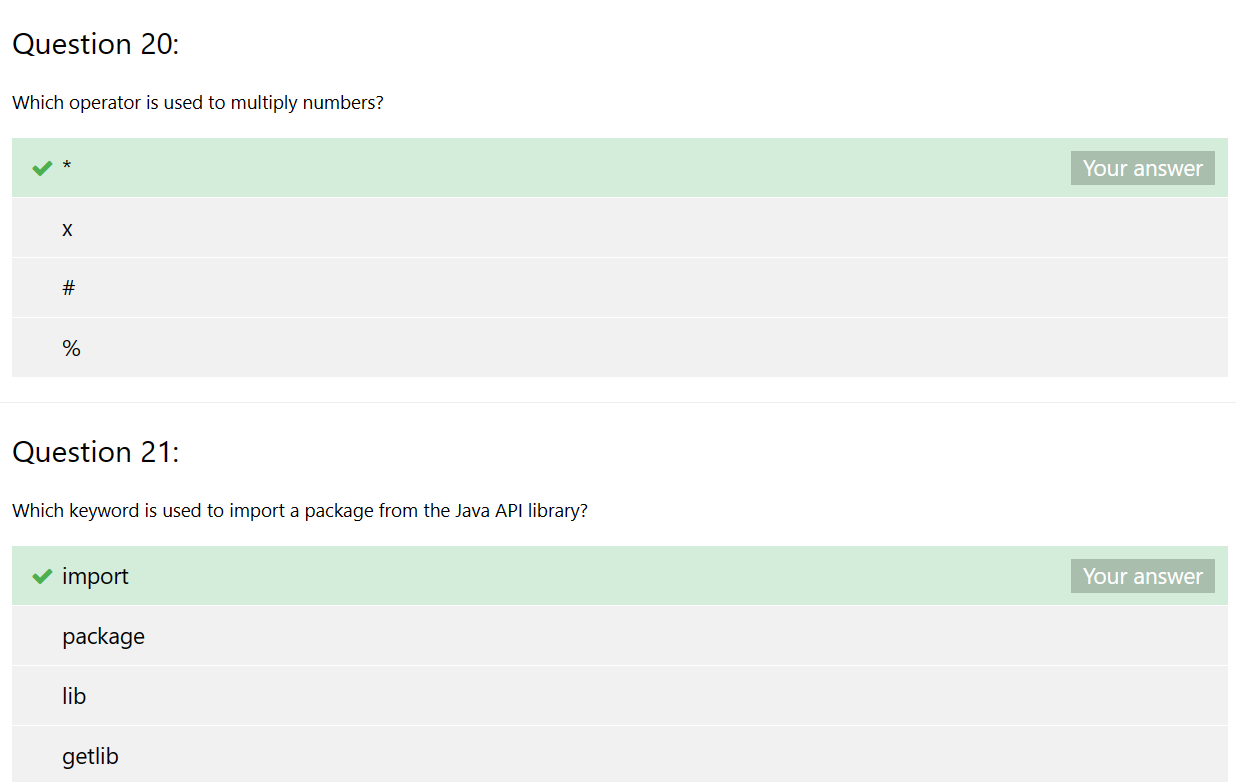 Question 20:
Which operator is used to multiply numbers?
* Your answer
x
#
%
Question 21:
Which keyword is used to import a package from the Java API library?
import Your answer
package
lib
getlib